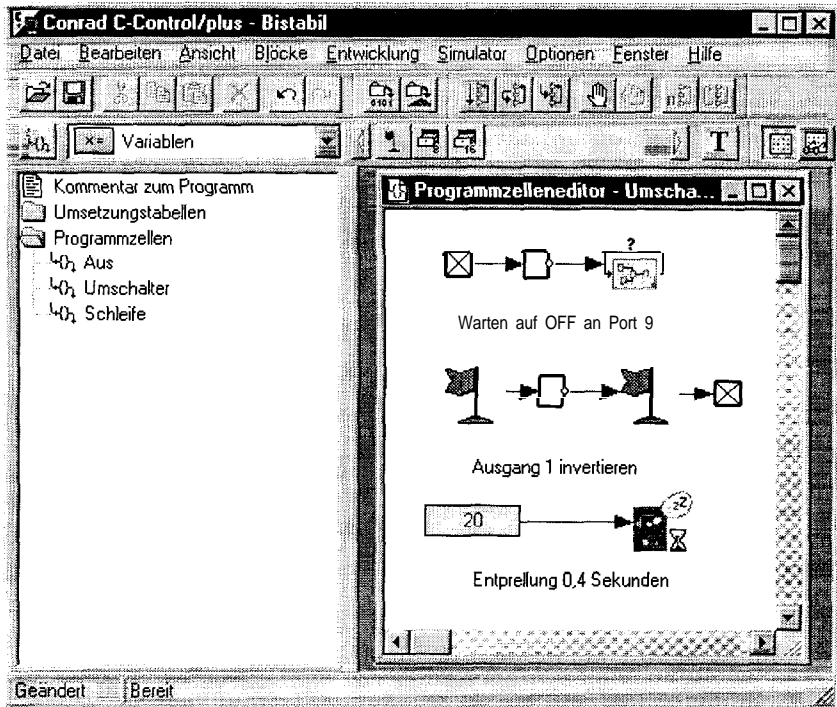 Conrad C-Control/plus - Bistabil
Datei Bearbeiten Ansicht Blöcke Entwicklung Simulator Optionen Fenster Hilfe
Variablen
T
Kommentar zum Programm
Umsetzungstabellen
Programmzellen
Aus
Umschalter
Schleife
Programmzelleneditor - Umscha...
?
Warten auf OFF an Port 9
Ausgang 1 invertieren
20
zZ
Entprellung 0,4 Sekunden
Geändert Bereit